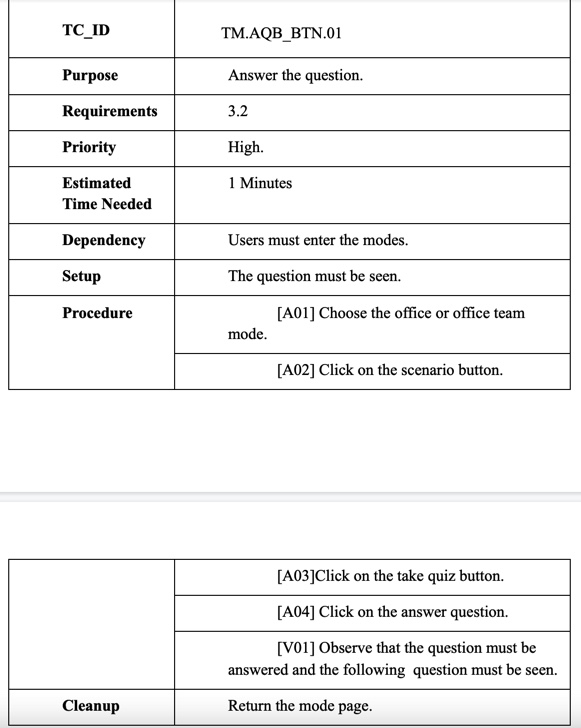 TC_ID TM.AQB_BTN.01
Purpose Answer the question.
Requirements 3.2
Priority High.
Estimated 1 Minutes
Time Needed
Dependency Users must enter the modes.
Setup The question must be seen.
Procedure [A01] Choose the office or office team
mode.
[A02] Click on the scenario button.
[A03]Click on the take quiz button.
[A04] Click on the answer question.
[V01] Observe that the question must be
answered and the following question must be seen.
Cleanup Return the mode page.